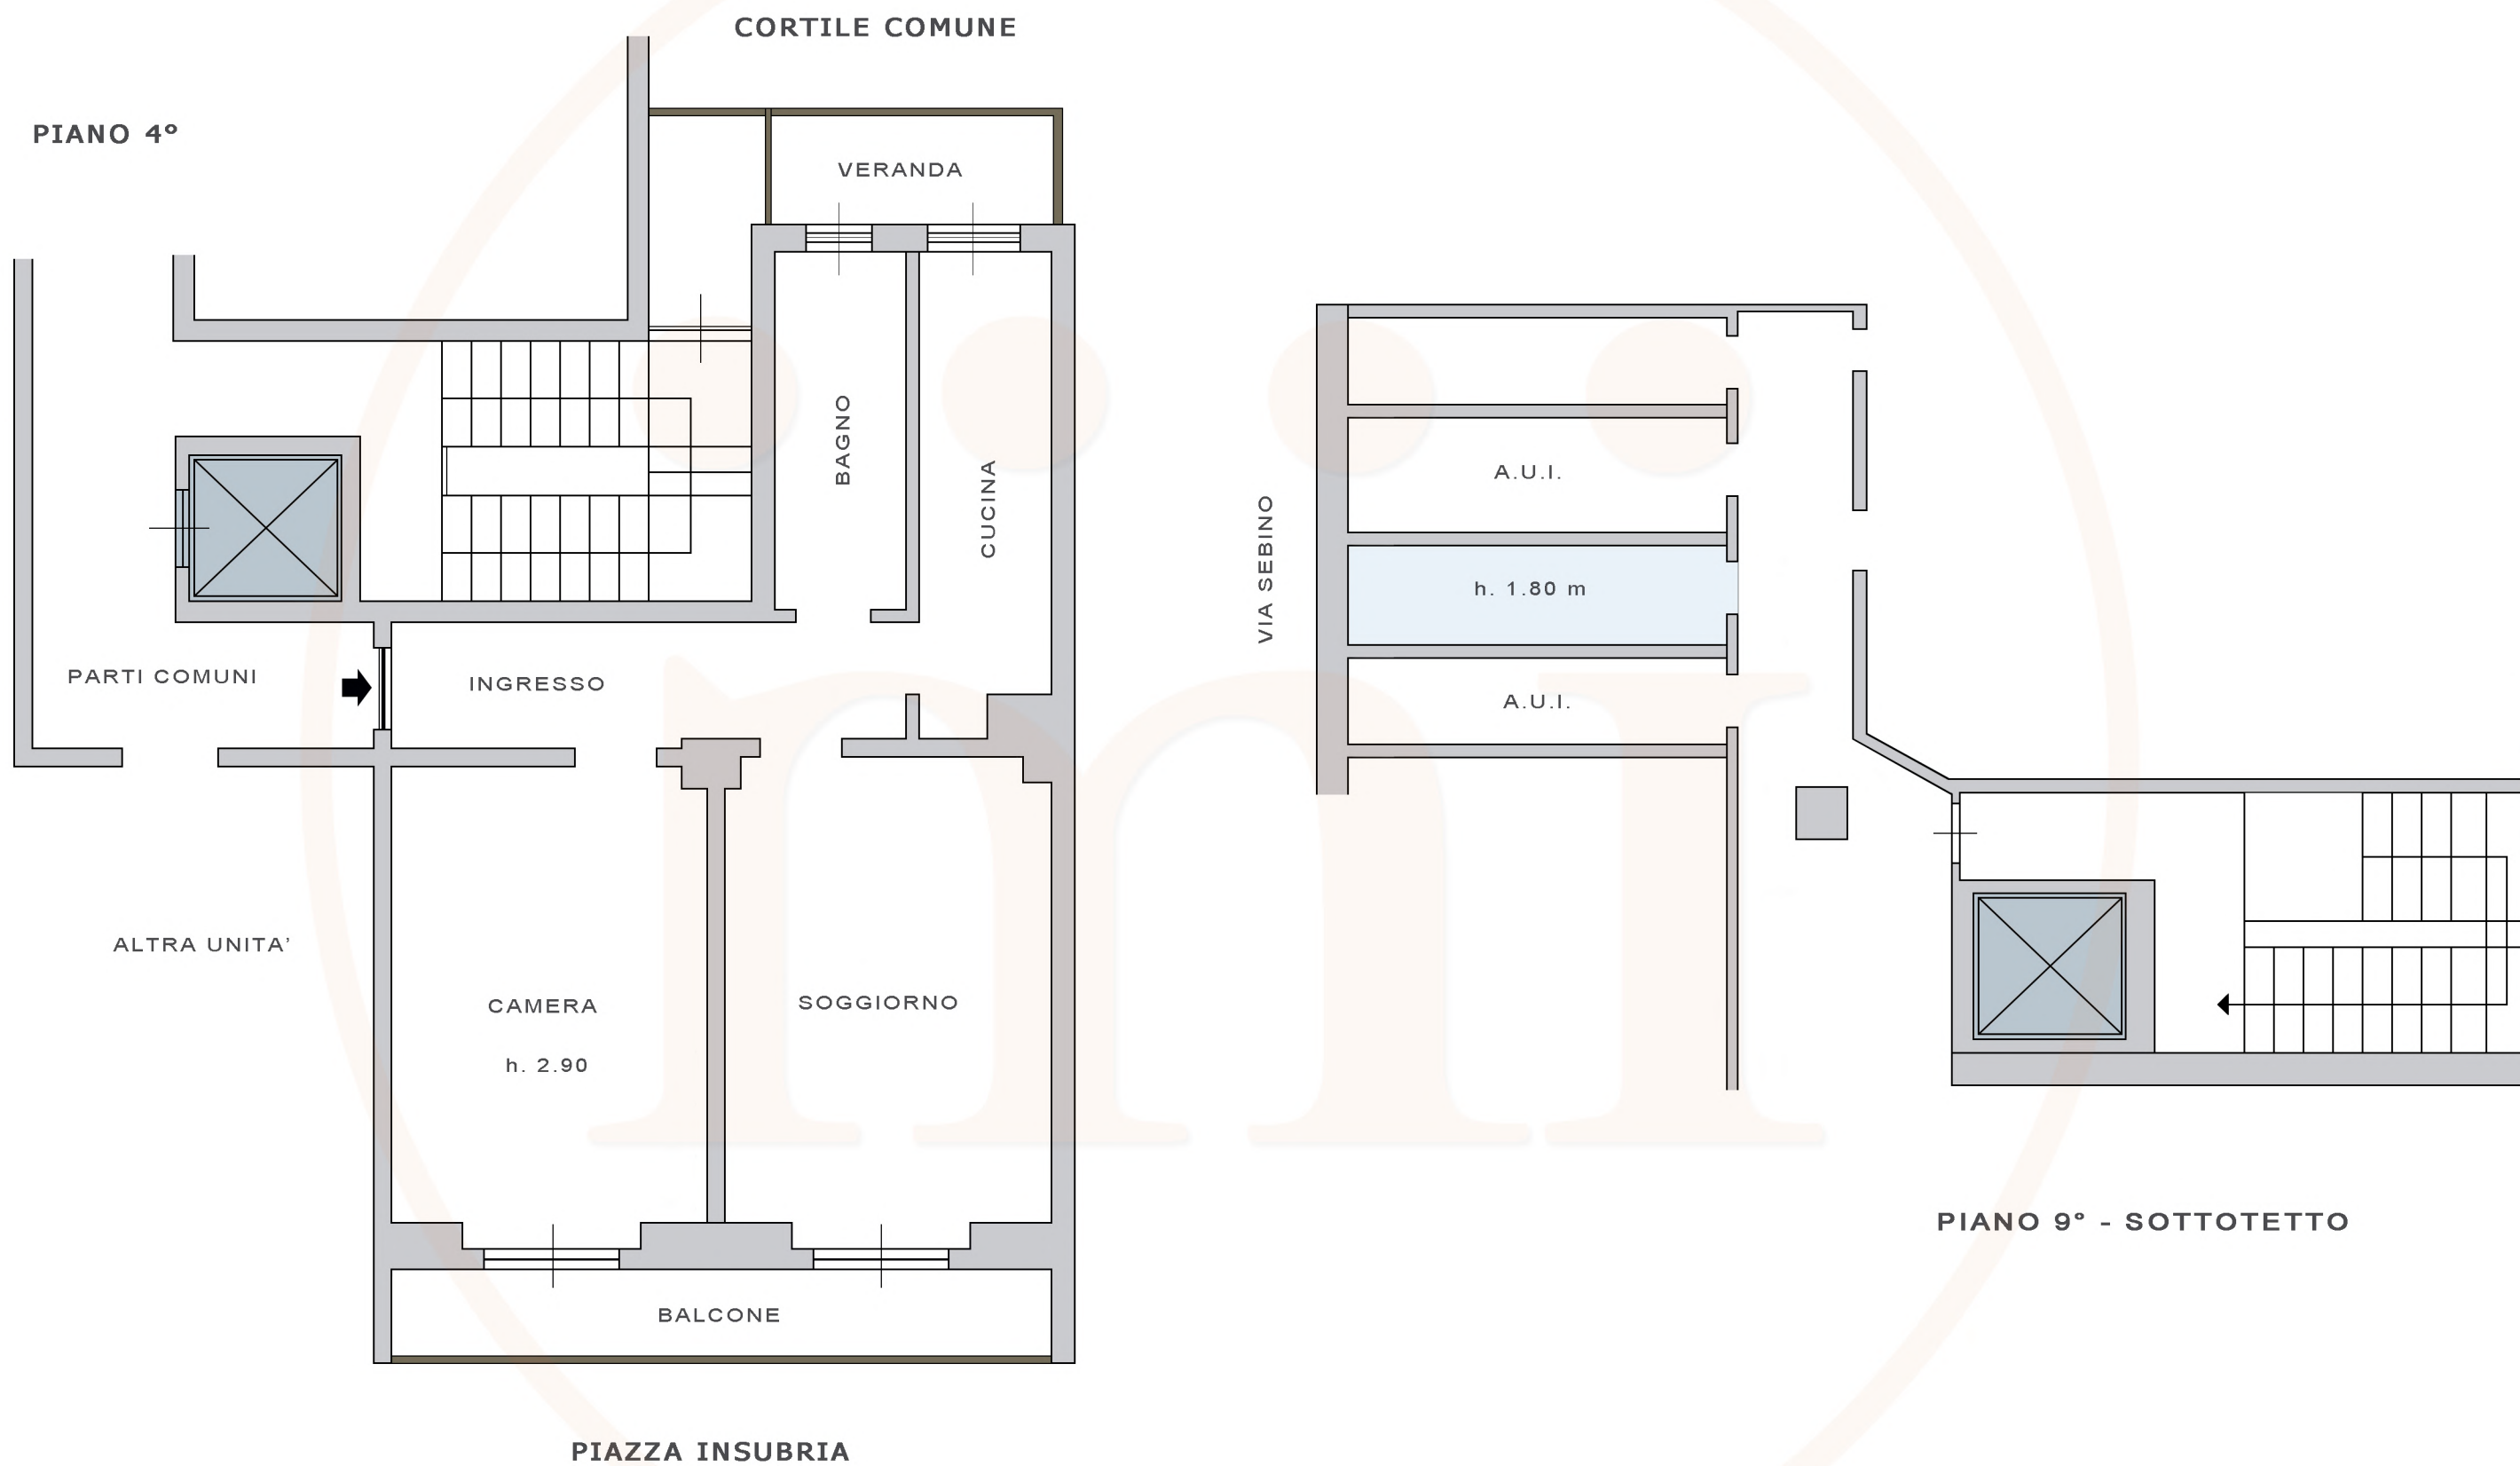 CORTILE COMUNE
PIANO 4°
VERANDA
BAGNO
CUCINA
PARTI COMUNI
INGRESSO
ALTRA UNITA’
CAMERA
h. 2.90
SOGGIORNO
BALCONE
PIAZZA INSUBRIA
VIA SEBINO
A.U.I.
h. 1.80 m
A.U.I.
PIANO 9° - SOTTOTETTO